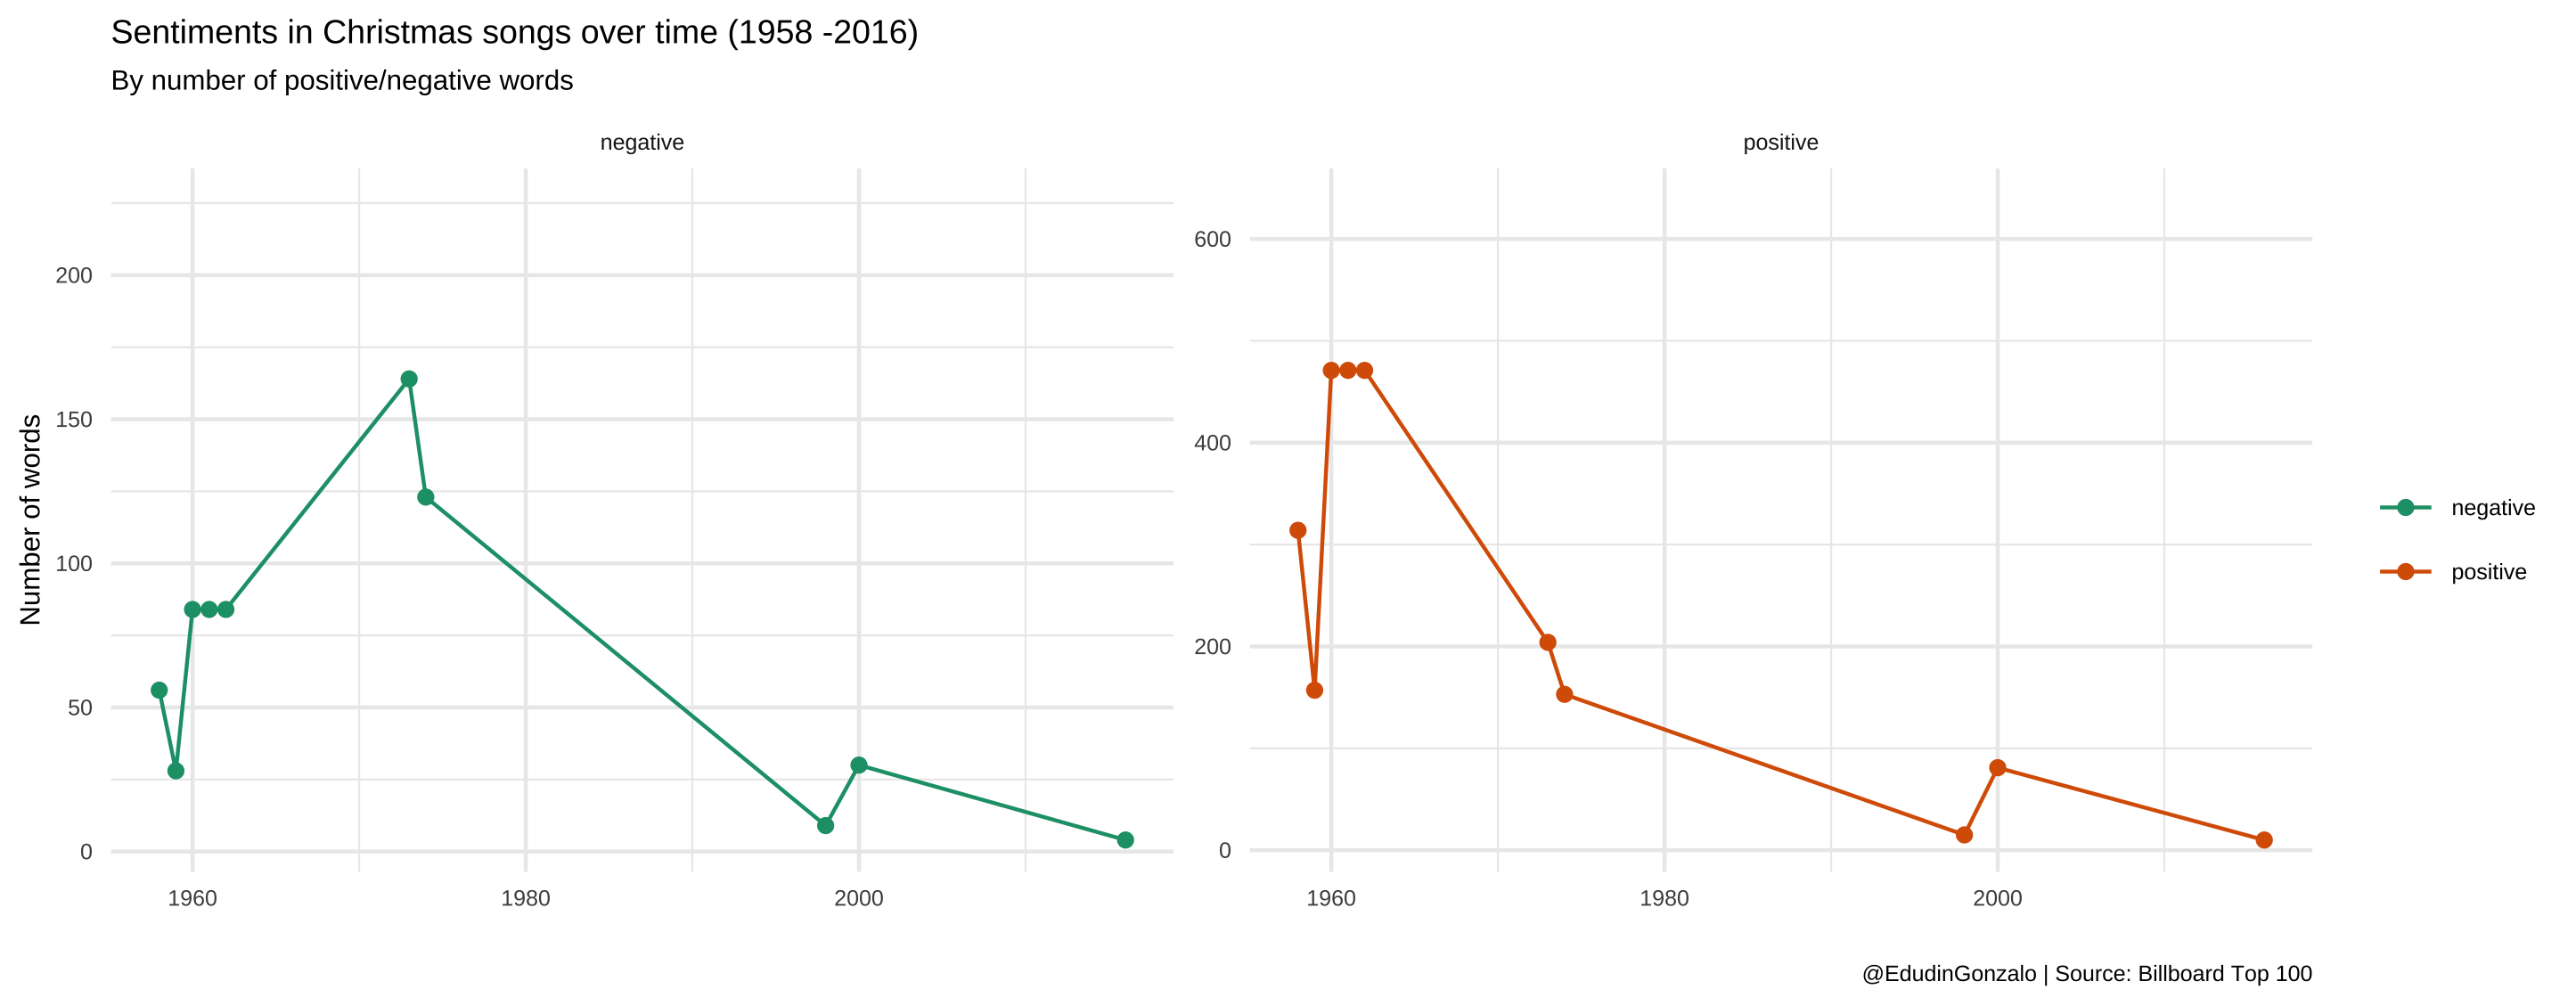 Sentiments in Christmas songs over time (1958 -2016)
By number of positive/negative words
negative
positive
Number of words
200
150
100
50
0
1960
1980
2000
600
400
200
0
1960
1980
2000
negative
positive
@EdudinGonzalo | Source: Billboard Top 100